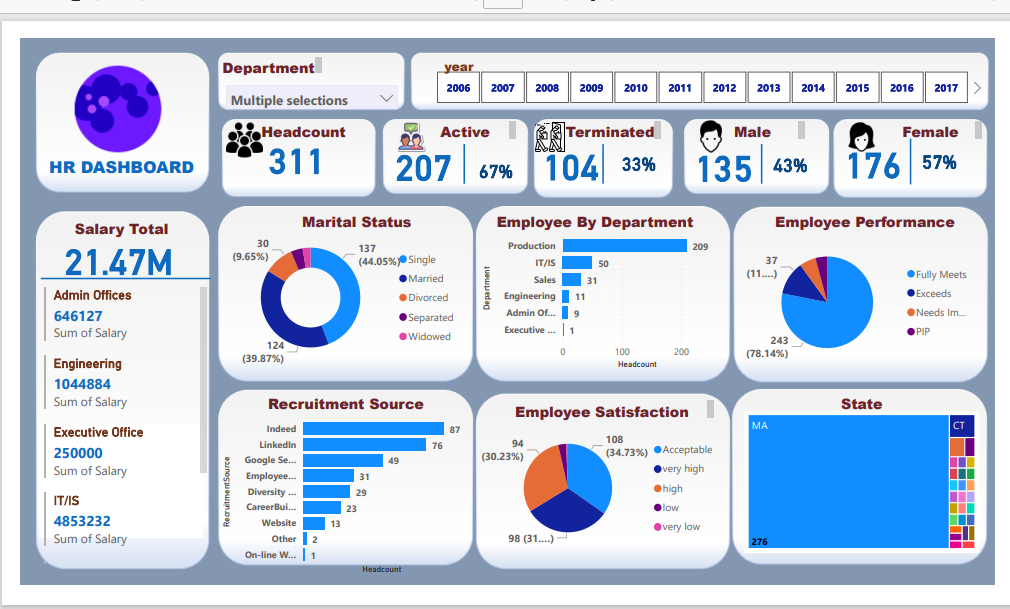 HR DASHBOARD
Department
Multiple selections
year
2006 2007 2008 2009 2010 2011 2012 2013 2014 2015 2016 2017
Headcount
311
Active
207 67%
Terminated
104 33%
Male
135 43%
Female
176 57%
Salary Total
21.47M
Admin Offices
646127
Sum of Salary
Engineering
1044884
Sum of Salary
Executive Office
250000
Sum of Salary
IT/IS
4853232
Sum of Salary
Marital Status
30
(9.65%)
137
(44.05%)
124
(39.87%)
Single
Married
Divorced
Separated
Widowed
Employee By Department
Department
Production 209
IT/IS 50
Sales 31
Engineering 11
Admin Of... 9
Executive ... 1
0 100 200
Headcount
Employee Performance
37
(11....)
243
(78.14%)
Fully Meets
Exceeds
Needs Im...
PIP
Recruitment Source
RecruitmentSource
Indeed 87
LinkedIn 76
Google Se... 49
Employee... 31
Diversity ... 29
CareerBui... 23
Website 13
Other 2
On-line W... 1
Headcount
Employee Satisfaction
94
(30.23%)
108
(34.73%)
98 (31....)
Acceptable
very high
high
low
very low
State
MA
276
CT